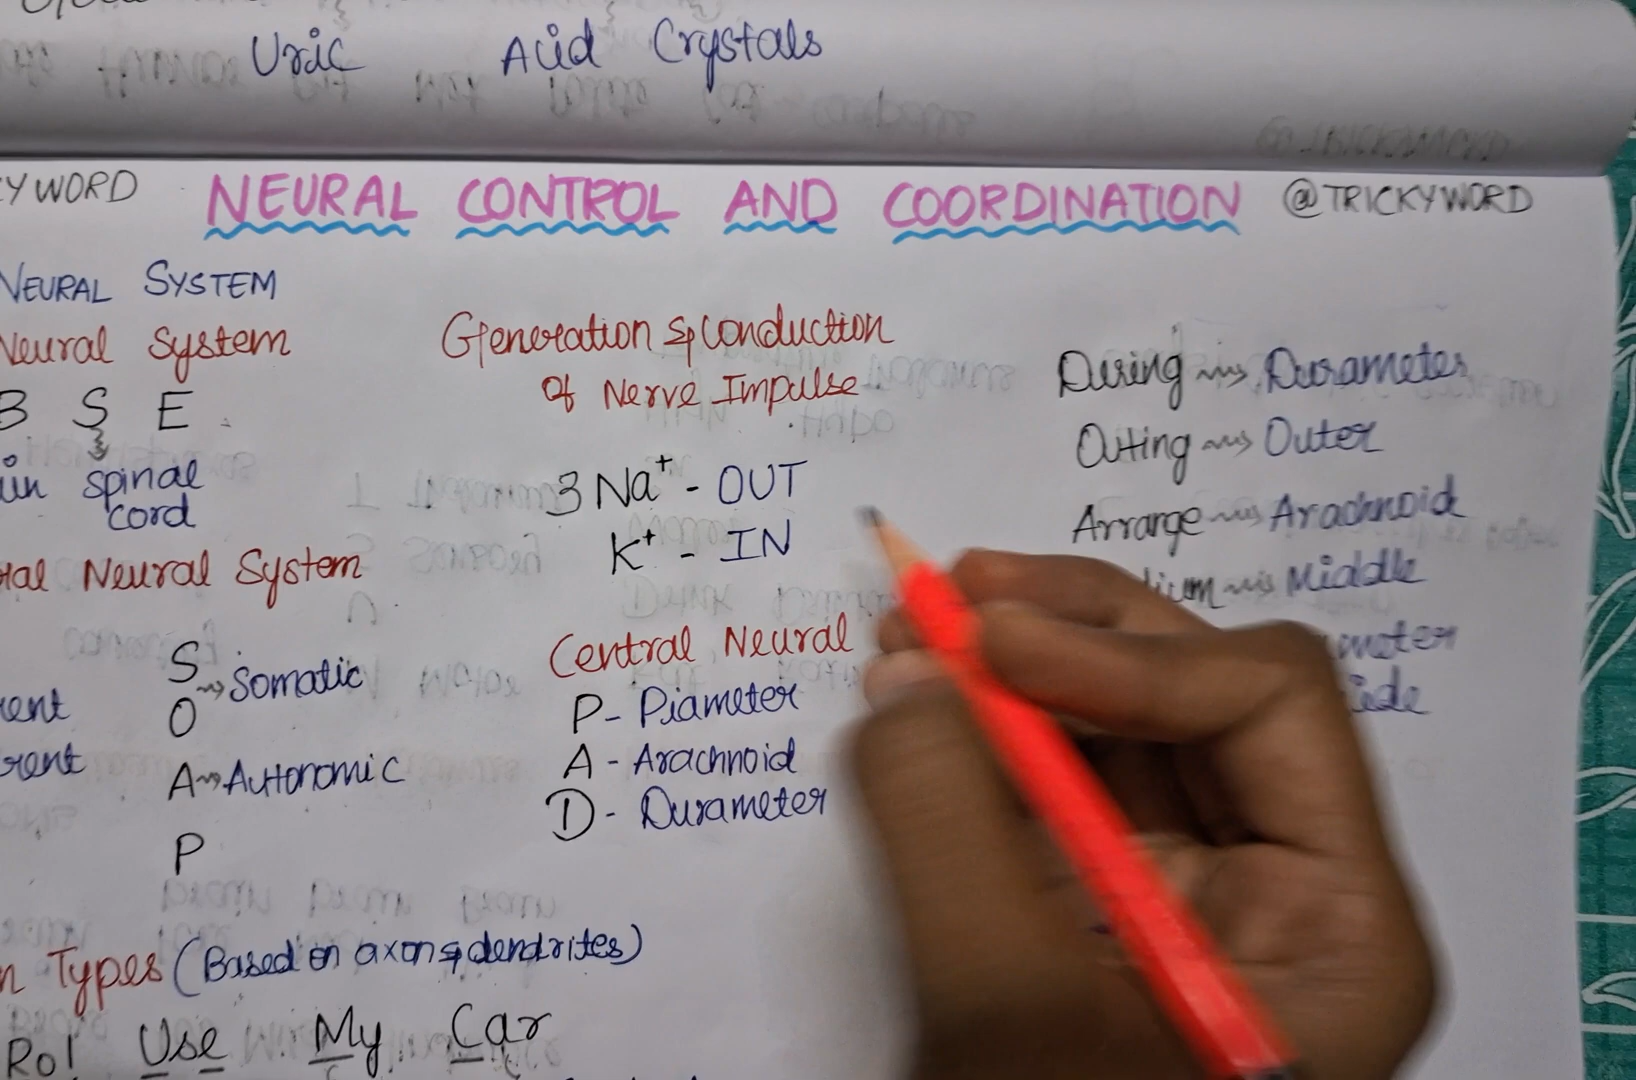 Uric Acid Crystals
YWORD NEURAL CONTROL AND COORDINATION @TRICKYWORD
NEURAL SYSTEM
Neural System
B S E
spinal
cord
Neural System
S
Somatic
O
A Autonomic
P
Generation & Conduction
Of Nerve Impulse
3 Na+ - OUT
K+ - IN
Central Neural
P - Piameter
A - Arachnoid
D - Durameter
During Durameter
Outing Outer
Arrange Arachnoid
Middle
Types (Based on axon & dendrites)
Use My Car